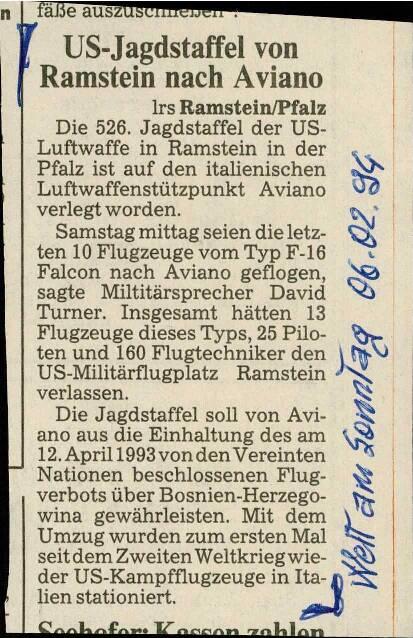 n
fäße auszuschließen".
US-Jagdstaffel von
Ramstein nach Aviano
lrs Ramstein/Pfalz
Die 526. Jagdstaffel der US-
Luftwaffe in Ramstein in der
Pfalz ist auf den italienischen
Luftwaffenstützpunkt Aviano
verlegt worden.
Samstag mittag seien die letz-
ten 10 Flugzeuge vom Typ F-16
Falcon nach Aviano geflogen,
sagte Miltitärsprecher David
Turner. Insgesamt hätten 13
Flugzeuge dieses Typs, 25 Pilo-
ten und 160 Flugtechniker den
US-Militärflugplatz Ramstein
verlassen.
Die Jagdstaffel soll von Avi-
ano aus die Einhaltung des am
12. April 1993 von den Vereinten
Nationen beschlossenen Flug-
verbots über Bosnien-Herzego-
wina gewährleisten. Mit dem
Umzug wurden zum ersten Mal
seit dem Zweiten Weltkrieg wie-
der US-Kampfflugzeuge in Ita-
lien stationiert.
Seehofer: Kassen zahlen
Welt am Sonntag 06.02.94